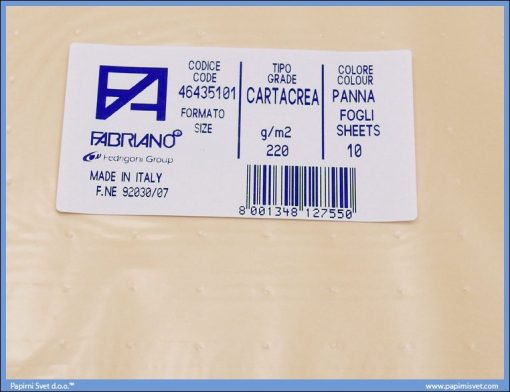 FABRIANO
Fedrigoni Group
MADE IN ITALY
F.NE 92030/07
CODICE
CODE
46435101
FORMATO
SIZE
TIPO
GRADE
CARTACREA
g/m2
220
COLORE
COLOUR
PANNA
FOGLI
SHEETS
10
8 001348 127550
Papirni Svet d.o.o.™
www.papirnisvet.com